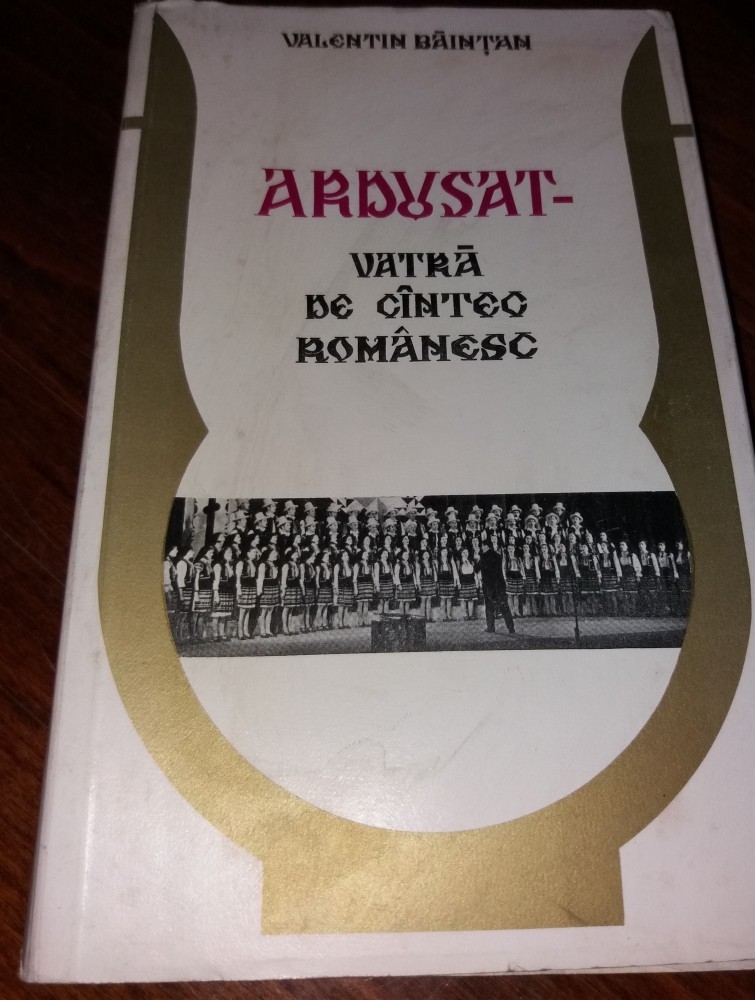 VALENTIN BĂINȚAN
ARDUSAT-
VATRĂ
DE CÎNTEC
ROMÂNESC